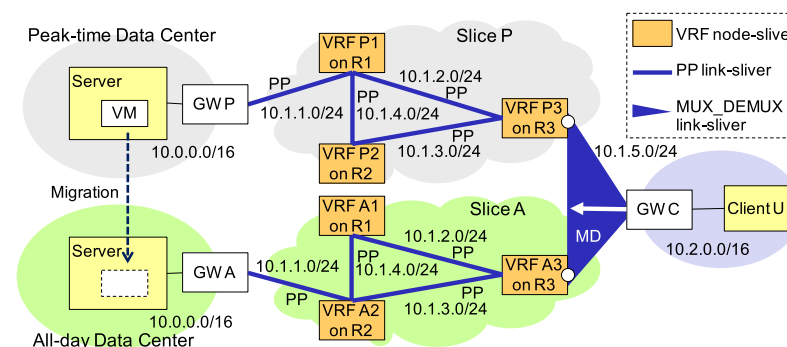 Peak-time Data Center
Server
VM
GW P
10.0.0.0/16
Migration
Server
GW A
10.0.0.0/16
All-day Data Center
Slice P
VRF P1
on R1
PP
10.1.1.0/24
PP
10.1.4.0/24
10.1.2.0/24
PP
PP
10.1.3.0/24
VRF P2
on R2
VRF P3
on R3
Slice A
VRF A1
on R1
10.1.1.0/24
PP
PP
10.1.4.0/24
10.1.2.0/24
PP
PP
10.1.3.0/24
VRF A2
on R2
VRF A3
on R3
10.1.5.0/24
MD
GW C
Client U
10.2.0.0/16
VRF node-sliver
PP link-sliver
MUX_DEMUX
link-sliver